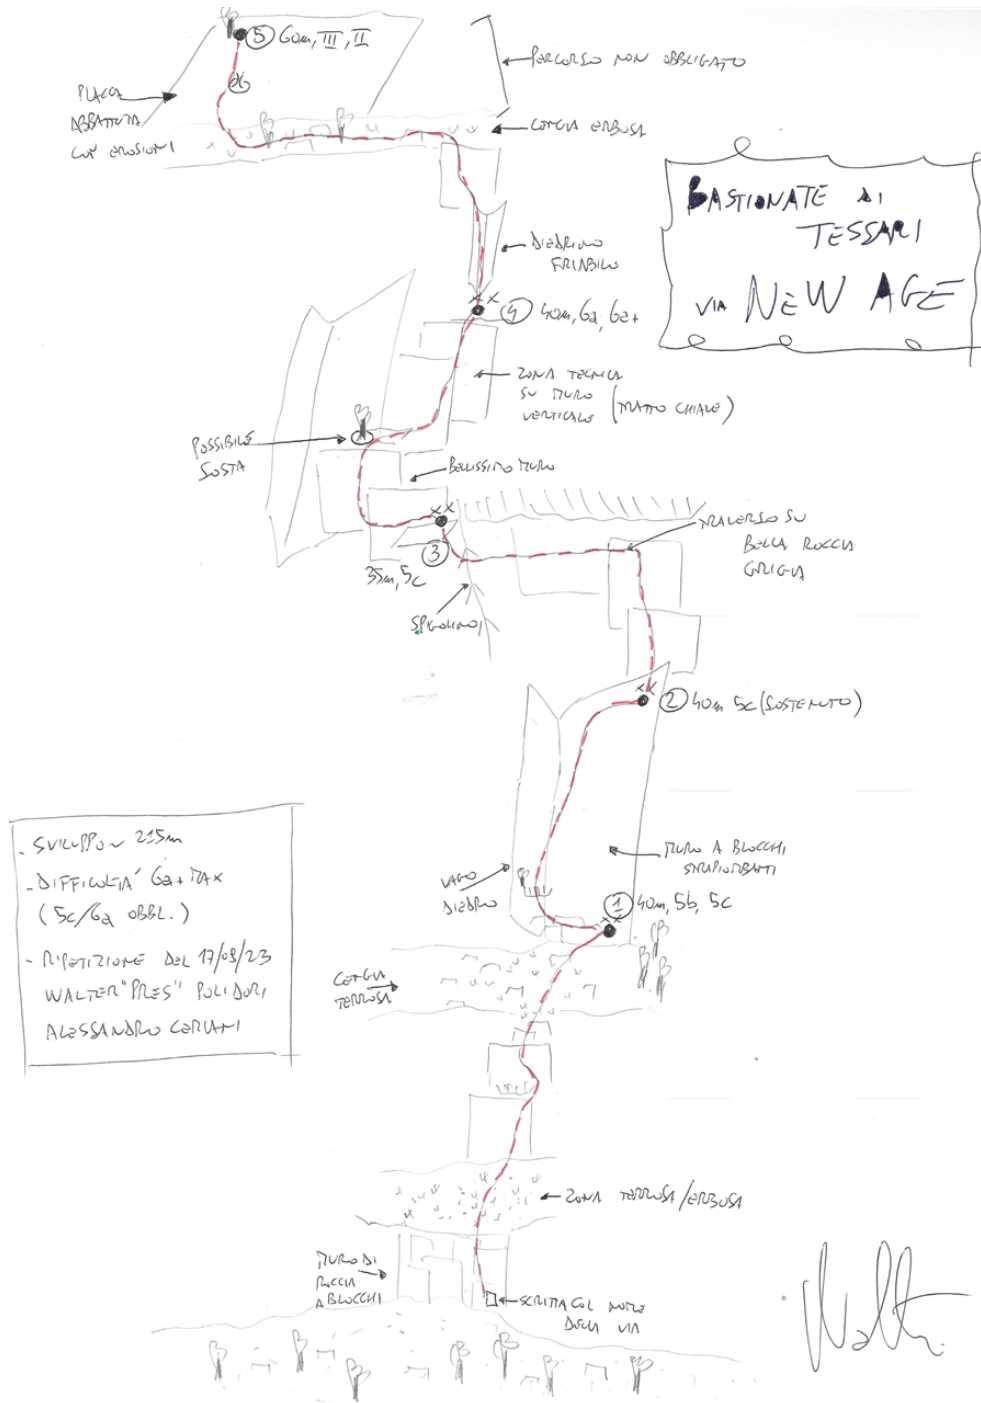 5 60m, III, II
PERCORSO NON OBBLIGATO
PLACCA
ABBATTUTA
CON EROSIONI
CENGIA ERBOSA
BASTIONATE DI
TESSARI
VIA NEW AGE
DIEDRINO
FRIABILE
4 40m, 6a, 6a+
ZONA TECNICA
SU MURO
VERTICALE (TRATTO CHIAVE)
POSSIBILE
SOSTA
BELLISSIMO MURO
TRAVERSO SU
BELLA ROCCIA
GRIGIA
3
35m, 5c
SPIGOLINO
2 40m 5c (SOSTENUTO)
- SVILUPPO ~ 215m
- DIFFICOLTA' 6a+ MAX
(5c/6a OBBL.)
- RIPETIZIONE DEL 17/09/23
WALTER "PRES" POLIDORI
ALESSANDRO CERIANI
MURO A BLOCCHI
STRAPIOMBANTI
VAGO
DIEDRO
1 40m, 5b, 5c
CENGIA
TERROSA
ZONA TERROSA/ERBOSA
MURO DI
ROCCIA
A BLOCCHI
SCRITTA COL NOME
DELLA VIA
Walter